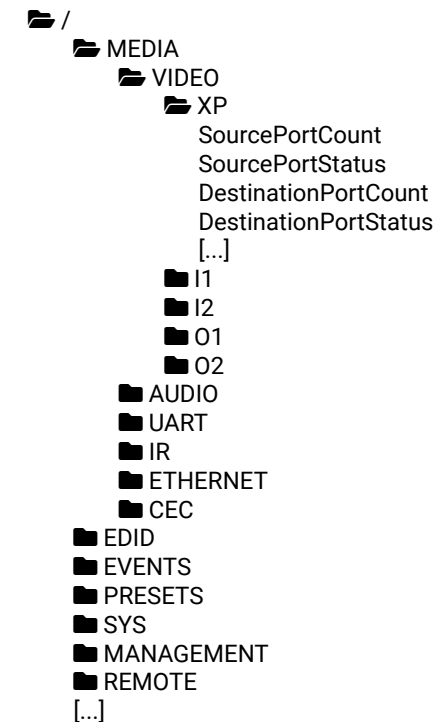 /
MEDIA
VIDEO
XP
SourcePortCount
SourcePortStatus
DestinationPortCount
DestinationPortStatus
[...]
I1
I2
O1
O2
AUDIO
UART
IR
ETHERNET
CEC
EDID
EVENTS
PRESETS
SYS
MANAGEMENT
REMOTE
[...]